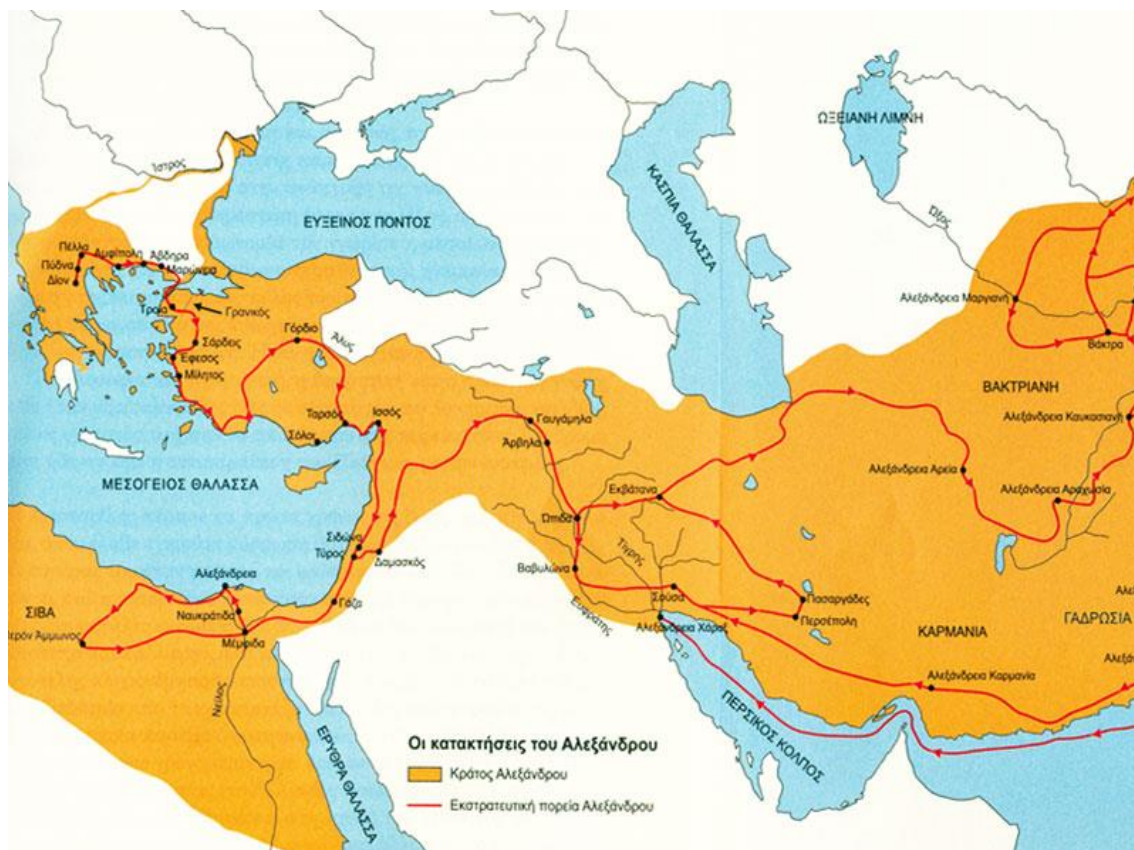 ΩΞΕΙΑΝΗ ΛΙΜΝΗ
Ίστρος
ΚΑΣΠΙΑ ΘΑΛΑΣΣΑ
Ώξος
ΕΥΞΕΙΝΟΣ ΠΟΝΤΟΣ
Πέλλα
Αμφίπολη
Άβδηρα
Πύδνα
Μαρώνεια
Δίον
Αλεξάνδρεια Μαργιανή
Τροία
Γρανικός
Γόρδιο
Άλυς
Σάρδεις
Βάκτρα
Έφεσος
Μίλητος
ΒΑΚΤΡΙΑΝΗ
Ταρσός
Ισσός
Γαυγάμηλα
Αλεξάνδρεια Καυκασιανή
Σόλοι
Άρβηλα
ΜΕΣΟΓΕΙΟΣ ΘΑΛΑΣΣΑ
Αλεξάνδρεια Αρεία
Εκβάτανα
Αλεξάνδρεια Αραχωσία
Ώπιδα
Σιδώνα
Τύρος
Δαμασκός
Τίγρης
Βαβυλώνα
Αλεξάνδρεια
Σούσα
Πασαργάδες
ΣΙΒΑ
Ναυκρατίδα
Γάζα
Ευφράτης
Περσέπολη
ΓΑΔΡΩΣΙΑ
Αλεξάνδρεια Χάραξ
ΚΑΡΜΑΝΙΑ
ερόν Άμμωνος
Μέμφιδα
Αλεξάνδρεια Καρμανία
Νείλος
ΠΕΡΣΙΚΟΣ ΚΟΛΠΟΣ
ΕΡΥΘΡΑ ΘΑΛΑΣΣΑ
Οι κατακτήσεις του Αλεξάνδρου
Κράτος Αλεξάνδρου
Εκστρατευτική πορεία Αλεξάνδρου